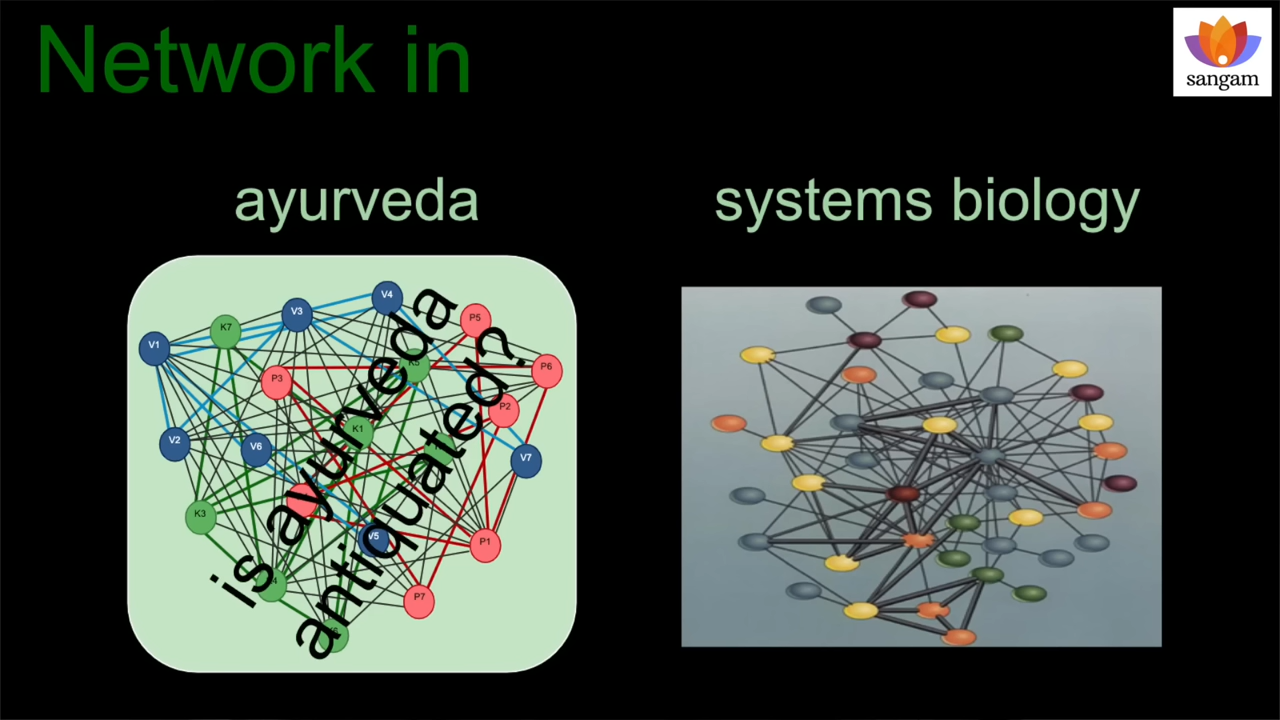 Network in
sangam
ayurveda
systems biology
V4
V3
P5
K7
V1
K5
P6
P3
P2
K1
V2
V6
V7
K3
V5
P1
P7
is ayurveda
antiquated?